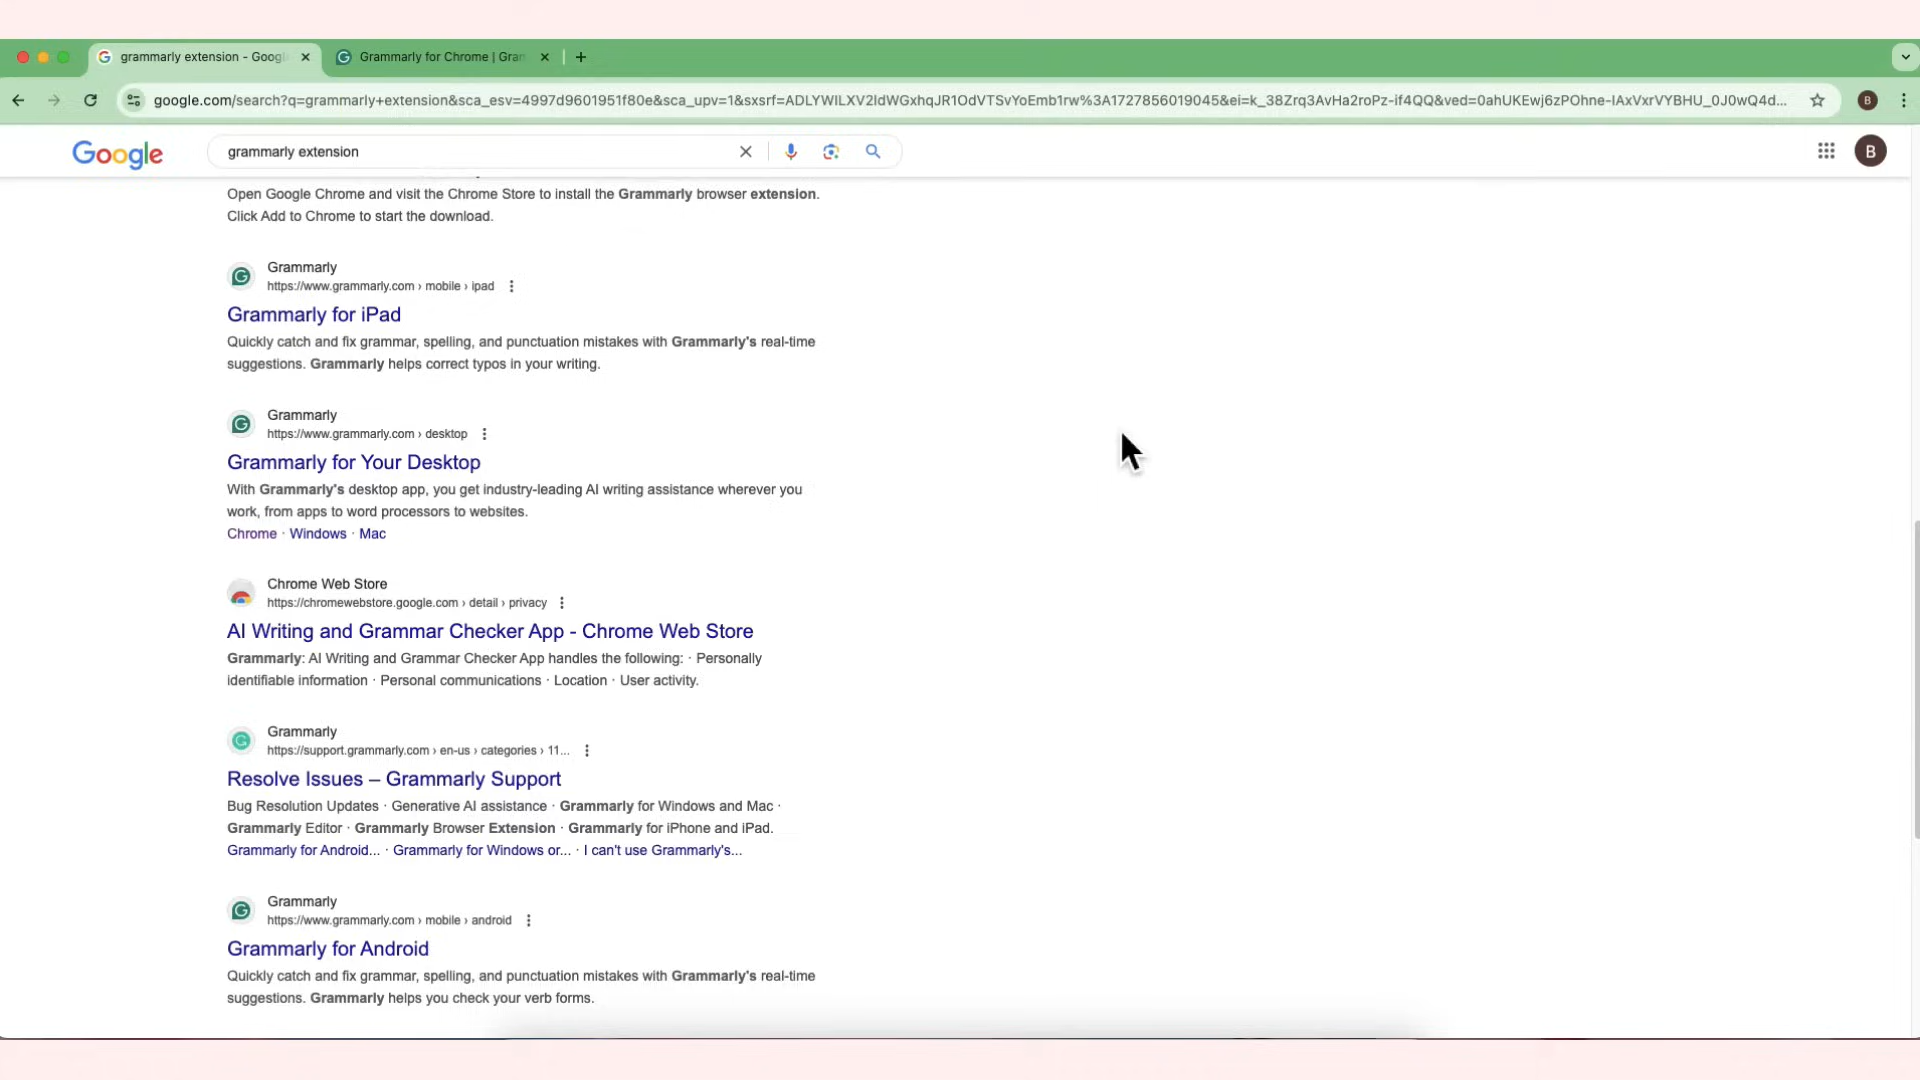 grammarly extension - Googl
Grammarly for Chrome | Gran
google.com/search?q=grammarly+extension&sca_esv=4997d9601951f80e&sca_upv=1&sxsrf=ADLYWILXV2ldWGxhqJR1OdVTSvYoEmb1rw%3A1727856019045&ei=k_38Zrq3AvHa2roPz-if4QQ&ved=0ahUKEwj6zPOhne-IAxVxrVYBHU_0J0wQ4d...
B
Google
grammarly extension
B
Open Google Chrome and visit the Chrome Store to install the Grammarly browser extension.
Click Add to Chrome to start the download.
Grammarly
https://www.grammarly.com › mobile › ipad
Grammarly for iPad
Quickly catch and fix grammar, spelling, and punctuation mistakes with Grammarly's real-time
suggestions. Grammarly helps correct typos in your writing.
Grammarly
https://www.grammarly.com › desktop
Grammarly for Your Desktop
With Grammarly's desktop app, you get industry-leading AI writing assistance wherever you
work, from apps to word processors to websites.
Chrome · Windows · Mac
Chrome Web Store
https://chromewebstore.google.com › detail › privacy
AI Writing and Grammar Checker App - Chrome Web Store
Grammarly: AI Writing and Grammar Checker App handles the following: · Personally
identifiable information · Personal communications · Location · User activity.
Grammarly
https://support.grammarly.com › en-us › categories › 11...
Resolve Issues – Grammarly Support
Bug Resolution Updates · Generative AI assistance · Grammarly for Windows and Mac ·
Grammarly Editor · Grammarly Browser Extension · Grammarly for iPhone and iPad.
Grammarly for Android... · Grammarly for Windows or... · I can't use Grammarly's...
Grammarly
https://www.grammarly.com › mobile › android
Grammarly for Android
Quickly catch and fix grammar, spelling, and punctuation mistakes with Grammarly's real-time
suggestions. Grammarly helps you check your verb forms.